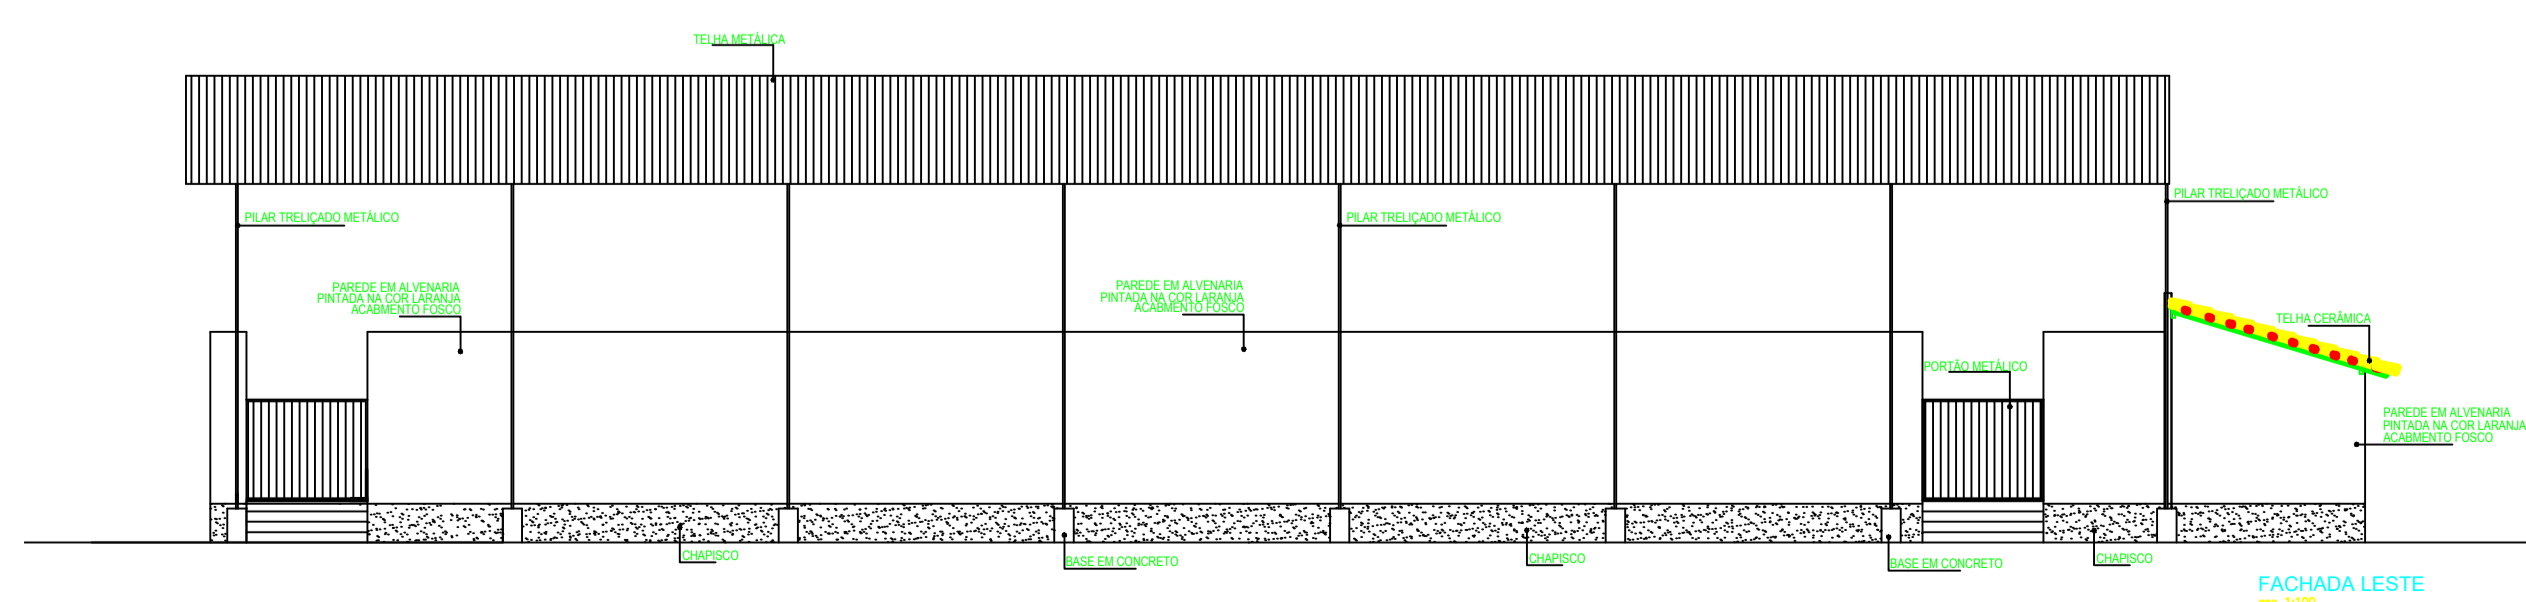 TELHA METÁLICA
PILAR TRELIÇADO METÁLICO
PILAR TRELIÇADO METÁLICO
PILAR TRELIÇADO METÁLICO
PAREDE EM ALVENARIA
PINTADA NA COR LARANJA
ACABMENTO FOSCO
PAREDE EM ALVENARIA
PINTADA NA COR LARANJA
ACABMENTO FOSCO
TELHA CERÂMICA
PORTÃO METÁLICO
PAREDE EM ALVENARIA
PINTADA NA COR LARANJA
ACABMENTO FOSCO
CHAPISCO
BASE EM CONCRETO
CHAPISCO
BASE EM CONCRETO
CHAPISCO
FACHADA LESTE